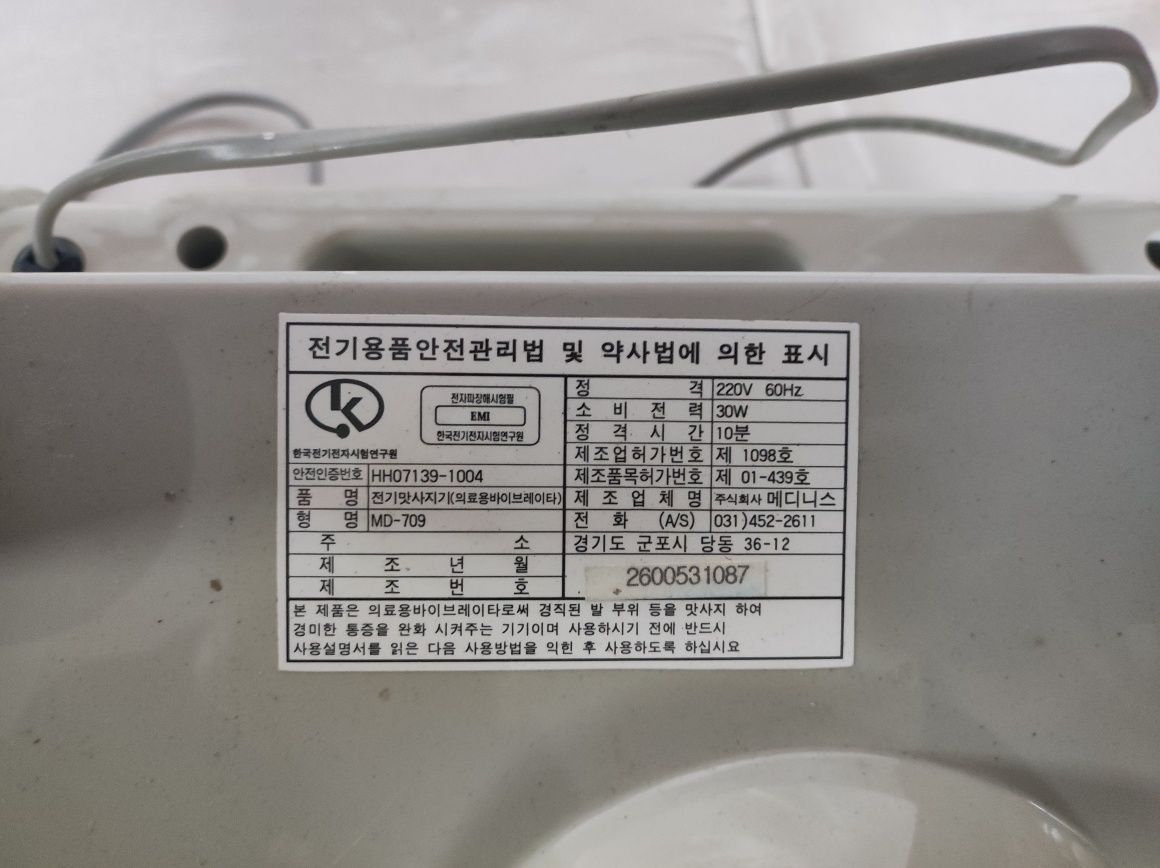 전기용품안전관리법 및 약사법에 의한 표시
한국전기전자시험연구원
전자파장해시험필
EMI
한국전기전자시험연구원
안전인증번호 HH07139-1004
품 명 전기맛사지기(의료용바이브레이타)
형 명 MD-709
정 격 220V 60Hz
소 비 전 력 30W
정 격 시 간 10분
제조업허가번호 제 1098호
제조품목허가번호 제 01-439호
제 조 업 체 명 주식회사 메디니스
전 화 (A/S) 031)452-2611
주 소 경기도 군포시 당동 36-12
제 조 년 월
제 조 번 호 2600531087
본 제품은 의료용바이브레이타로써 경직된 발 부위 등을 맛사지 하여
경미한 통증을 완화 시켜주는 기기이며 사용하시기 전에 반드시
사용설명서를 읽은 다음 사용방법을 익힌 후 사용하도록 하십시요